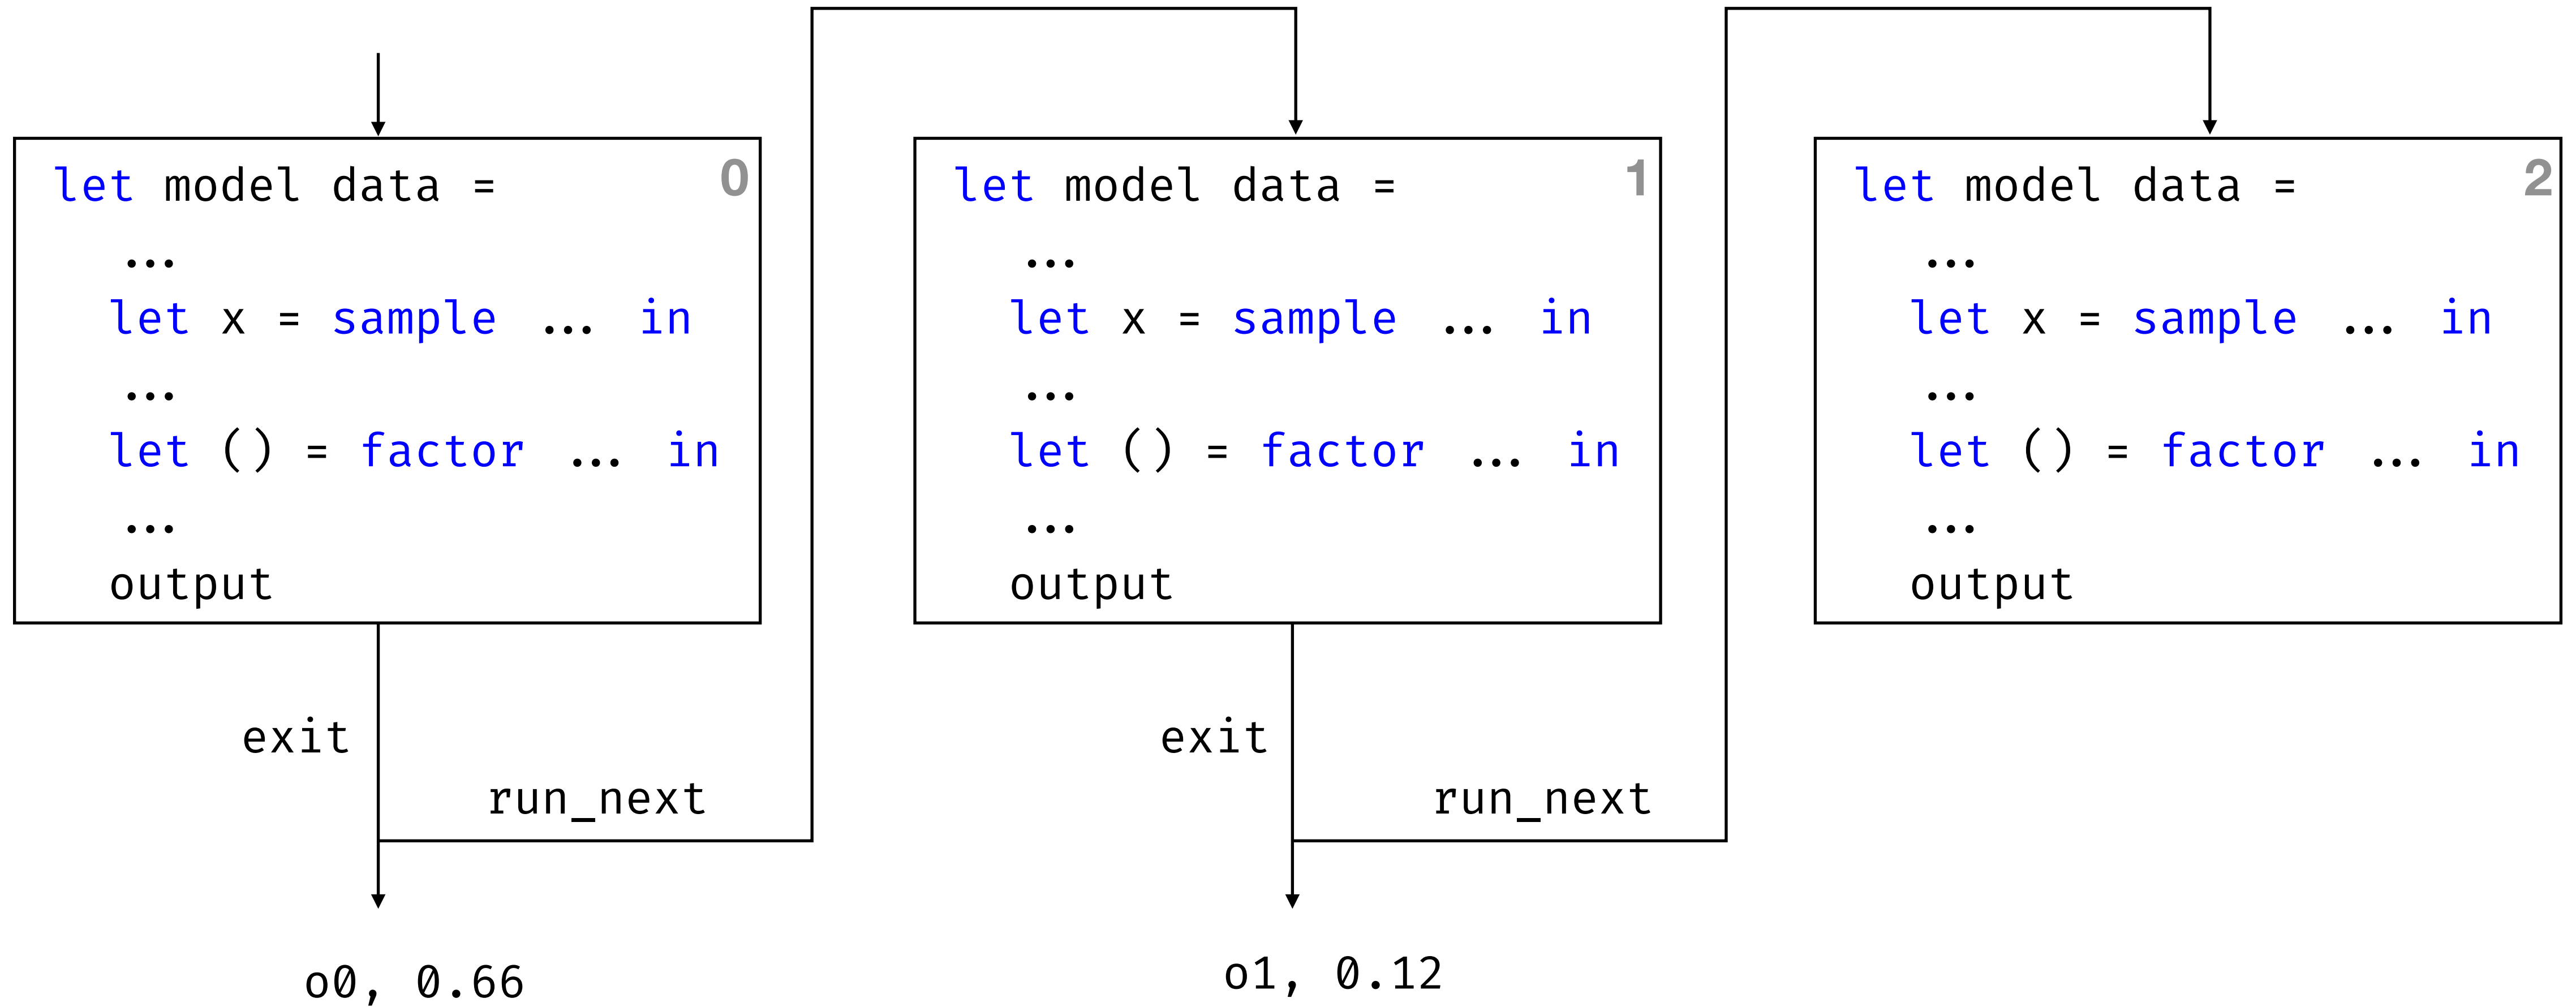 let model data =
0
...
let x = sample ... in
...
let () = factor ... in
...
output
exit
run_next
o0, 0.66
let model data =
1
...
let x = sample ... in
...
let () = factor ... in
...
output
exit
run_next
o1, 0.12
let model data =
2
...
let x = sample ... in
...
let () = factor ... in
...
output